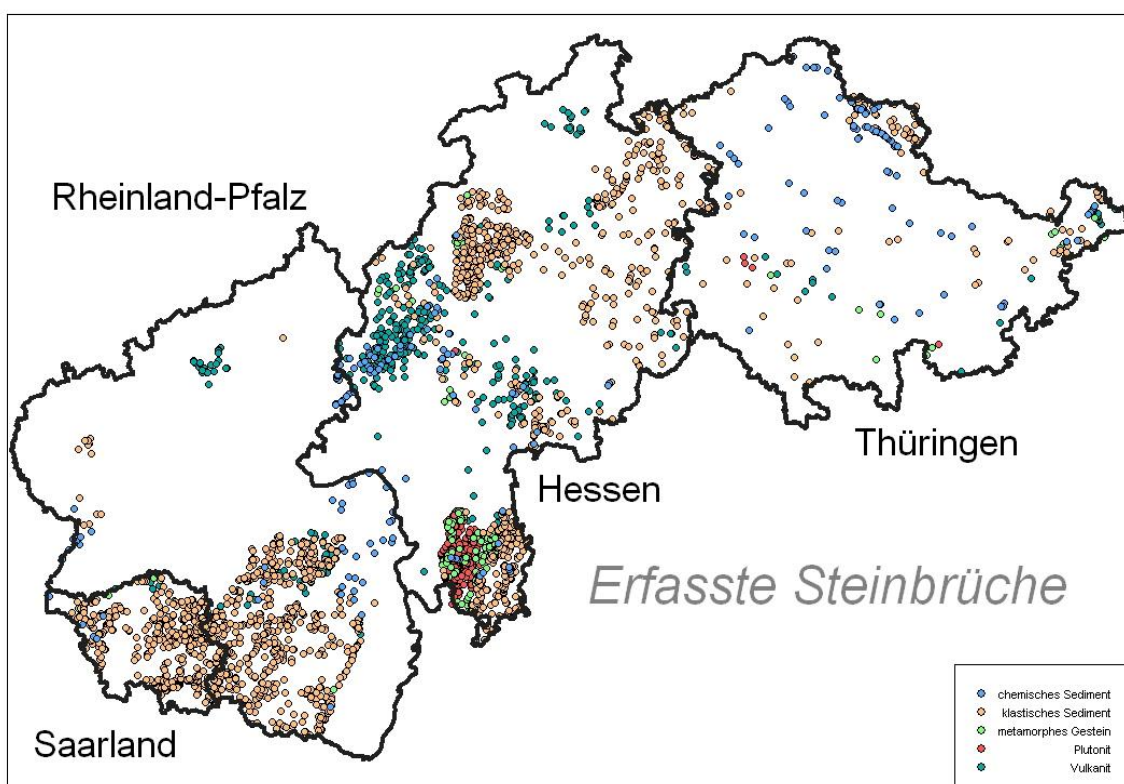 Rheinland-Pfalz
Thüringen
Hessen
Erfasste Steinbrüche
Saarland
chemisches Sediment
klastisches Sediment
metamorphes Gestein
Plutonit
Vulkanit